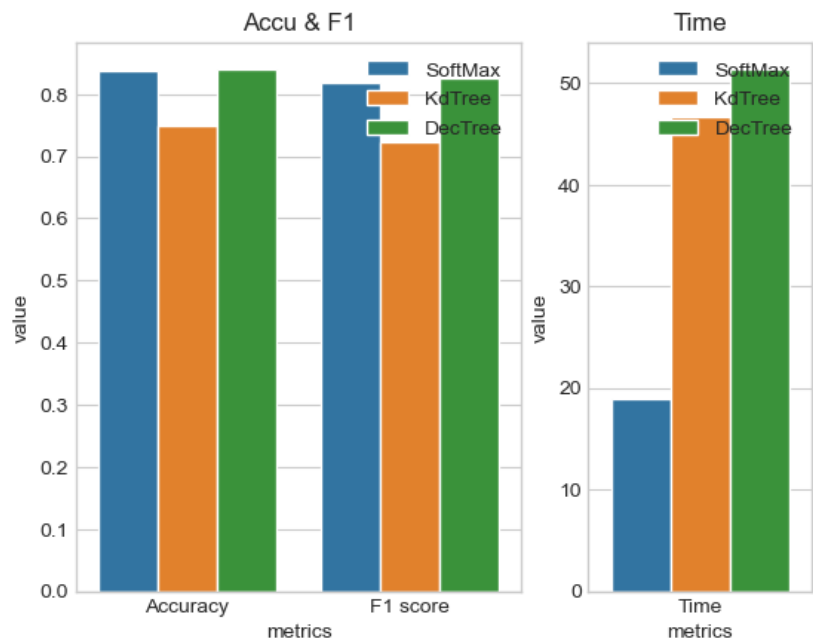 Accu & F1
SoftMax
KdTree
DecTree
0.8
0.7
0.6
0.5
0.4
0.3
0.2
0.1
0.0
value
Accuracy
F1 score
metrics
Time
SoftMax
KdTree
DecTree
50
40
30
20
10
0
value
Time
metrics